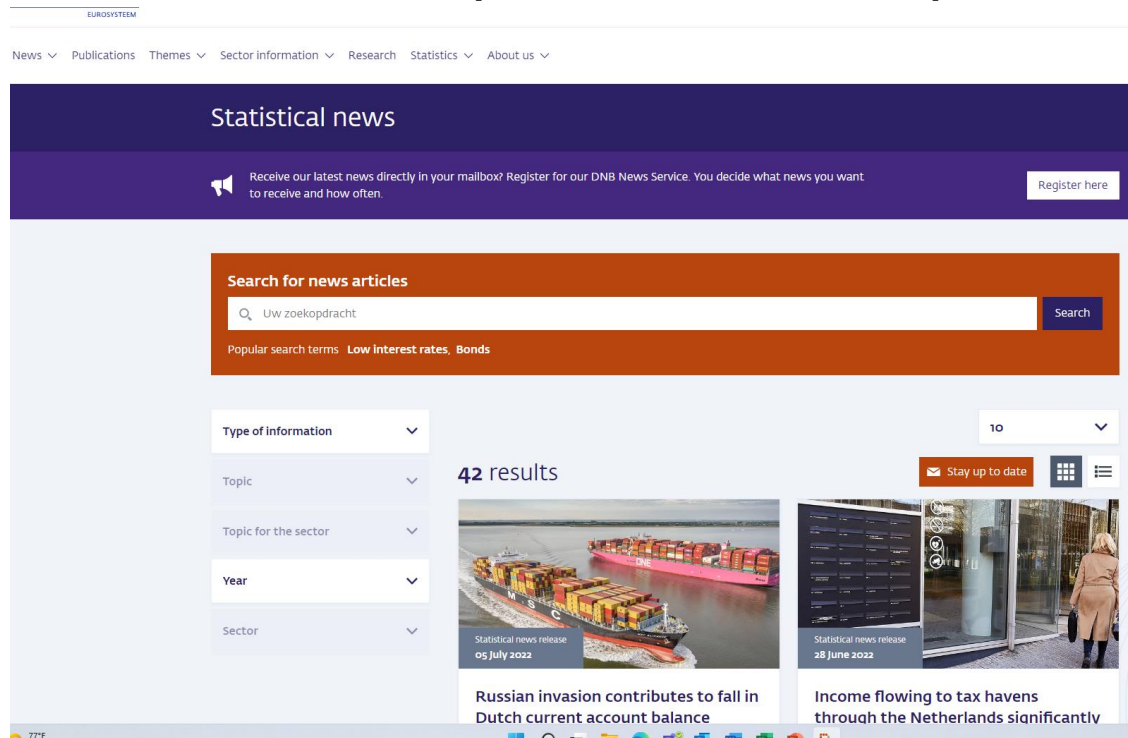 EUROSYSTEEM
News Publications Themes Sector information Research Statistics About us
Statistical news
Receive our latest news directly in your mailbox? Register for our DNB News Service. You decide what news you want
to receive and how often.
Register here
Search for news articles
Uw zoekopdracht
Search
Popular search terms Low interest rates, Bonds
Type of information
10
Topic
42 results
Stay up to date
Topic for the sector
Year
Sector
DNE
MSC
Statistical news release
05 July 2022
Statistical news release
28 June 2022
Russian invasion contributes to fall in
Dutch current account balance
Income flowing to tax havens
through the Netherlands significantly
77°F